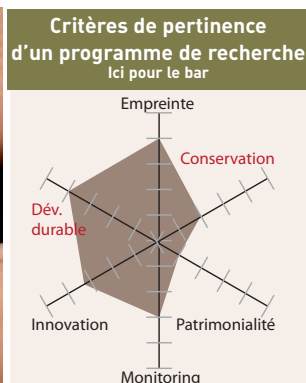 Critères de pertinence
d'un programme de recherche
Ici pour le bar
Empreinte
Conservation
Dév.
durable
Innovation
Patrimonialité
Monitoring